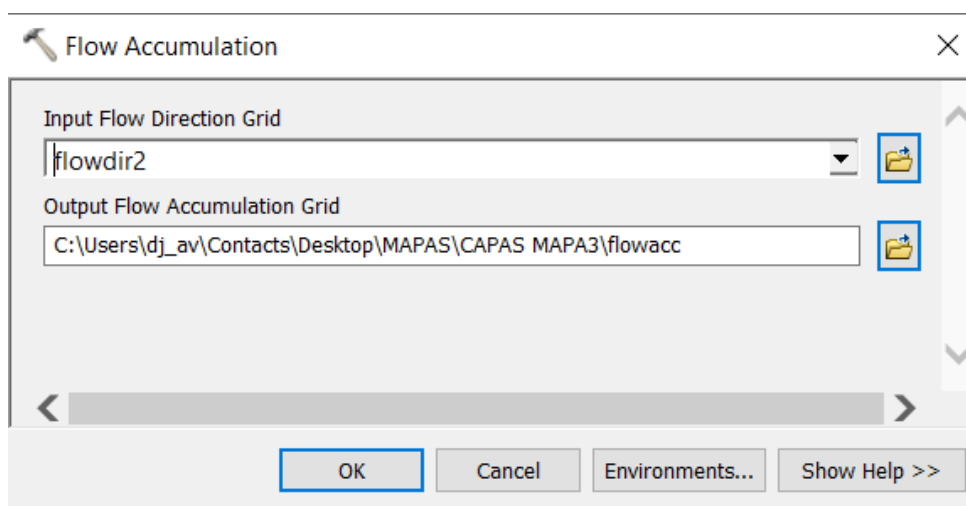 Flow Accumulation
Input Flow Direction Grid
flowdir2
Output Flow Accumulation Grid
C:\Users\dj_av\Contacts\Desktop\MAPAS\CAPAS MAPA3\flowacc
OK Cancel Environments... Show Help >>